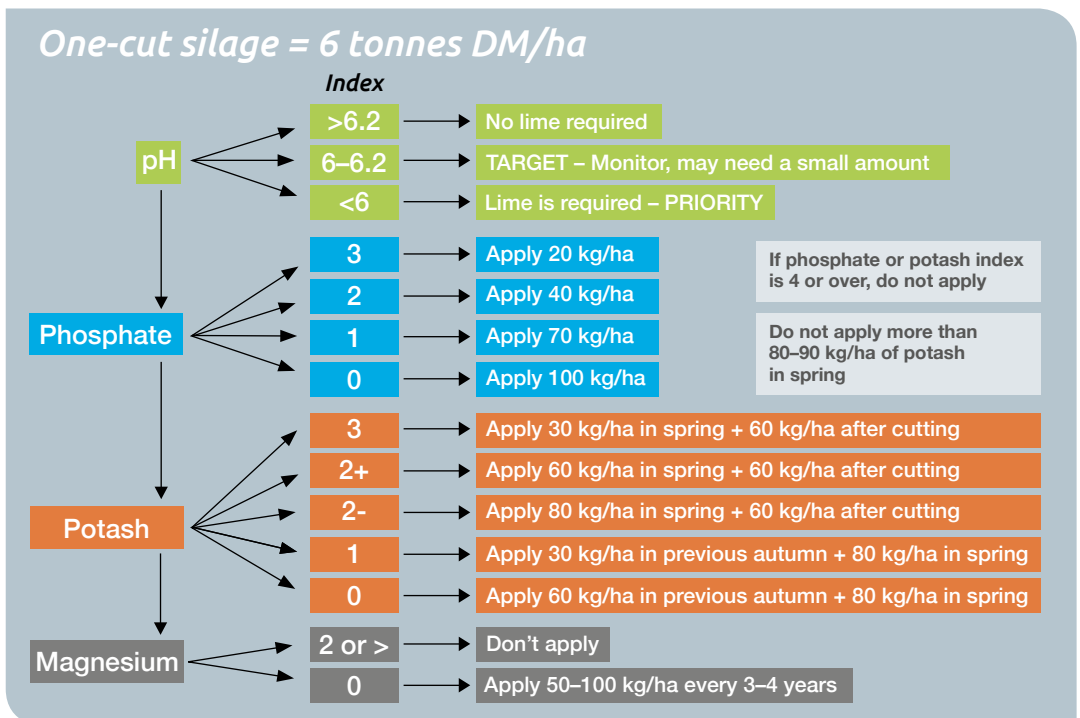 One-cut silage = 6 tonnes DM/ha
Index
pH
>6.2
No lime required
6–6.2
TARGET – Monitor, may need a small amount
<6
Lime is required – PRIORITY
Phosphate
3
Apply 20 kg/ha
2
Apply 40 kg/ha
1
Apply 70 kg/ha
0
Apply 100 kg/ha
If phosphate or potash index
is 4 or over, do not apply
Do not apply more than
80–90 kg/ha of potash
in spring
Potash
3
Apply 30 kg/ha in spring + 60 kg/ha after cutting
2+
Apply 60 kg/ha in spring + 60 kg/ha after cutting
2-
Apply 80 kg/ha in spring + 60 kg/ha after cutting
1
Apply 30 kg/ha in previous autumn + 80 kg/ha in spring
0
Apply 60 kg/ha in previous autumn + 80 kg/ha in spring
Magnesium
2 or >
Don’t apply
0
Apply 50–100 kg/ha every 3–4 years